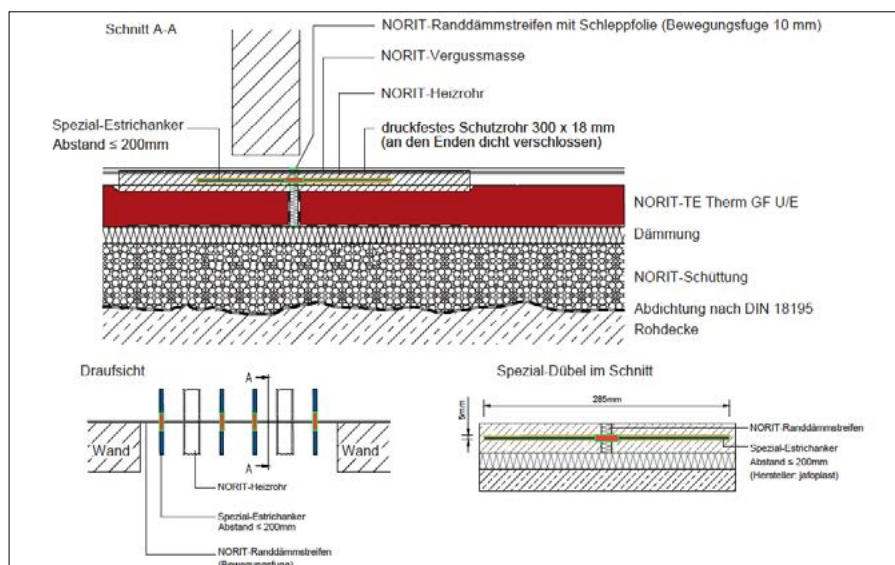 Schnitt A-A
NORIT-Randdämmstreifen mit Schleppfolie (Bewegungsfuge 10 mm)
NORIT-Vergussmasse
NORIT-Heizrohr
Spezial-Estrichanker
Abstand ≤ 200mm
druckfestes Schutzrohr 300 x 18 mm
(an den Enden dicht verschlossen)
NORIT-TE Therm GF U/E
Dämmung
NORIT-Schüttung
Abdichtung nach DIN 18195
Rohdecke
Draufsicht
A
Wand
Wand
A
NORIT-Heizrohr
Spezial-Estrichanker
Abstand ≤ 200mm
NORIT-Randdämmstreifen
(Bewegungsfuge)
Spezial-Dübel im Schnitt
285mm
5mm
NORIT-Randdämmstreifen
Spezial-Estrichanker
Abstand ≤ 200mm
(Hersteller: jafoplast)